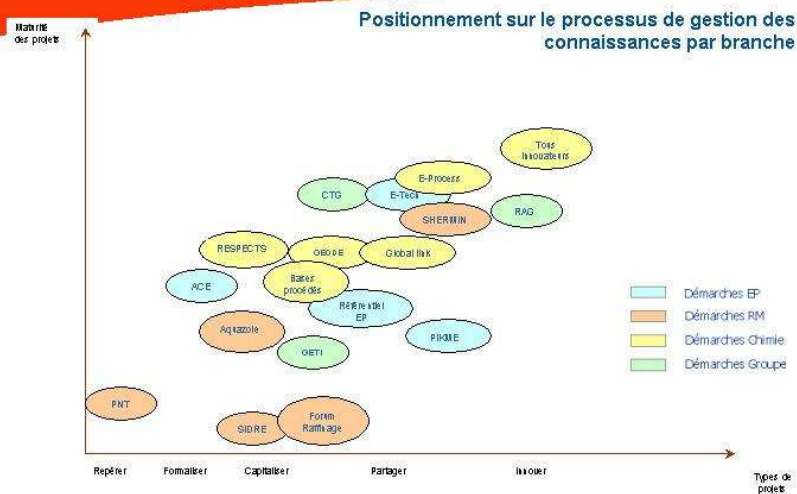 Positionnement sur le processus de gestion des
connaissances par branche
Maturité
des projets
Tous
Innovateurs
E-Process
CTG
E-Tech
SHERMIN
RAG
RESPECTS
GEODE
Global link
Bases
procédés
ACE
Référentiel
EP
Aquazole
GETI
PIKME
PNT
SIDRE
Forum
Raffinage
Démarches EP
Démarches RM
Démarches Chimie
Démarches Groupe
Repérer
Formaliser
Capitaliser
Partager
Innover
Types de
projets